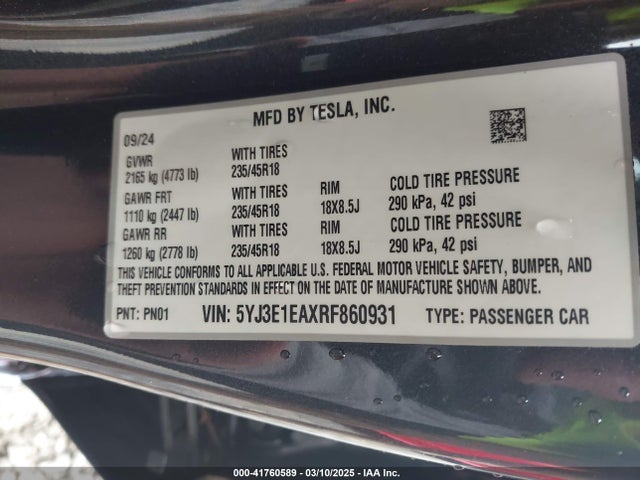 MFD BY TESLA, INC.
09/24
GVWR WITH TIRES
2165 kg (4773 lb) 235/45R18
GAWR FRT WITH TIRES RIM COLD TIRE PRESSURE
1110 kg (2447 lb) 235/45R18 18X8.5J 290 kPa, 42 psi
GAWR RR WITH TIRES RIM COLD TIRE PRESSURE
1260 kg (2778 lb) 235/45R18 18X8.5J 290 kPa, 42 psi
THIS VEHICLE CONFORMS TO ALL APPLICABLE U.S. FEDERAL MOTOR VEHICLE SAFETY, BUMPER, AND
THEFT PREVENTION STANDARDS IN EFFECT ON THE DATE OF MANUFACTURE SHOWN ABOVE.
PNT: PN01 VIN: 5YJ3E1EAXRF860931 TYPE: PASSENGER CAR
000-41760589 - 03/10/2025 - IAA Inc.